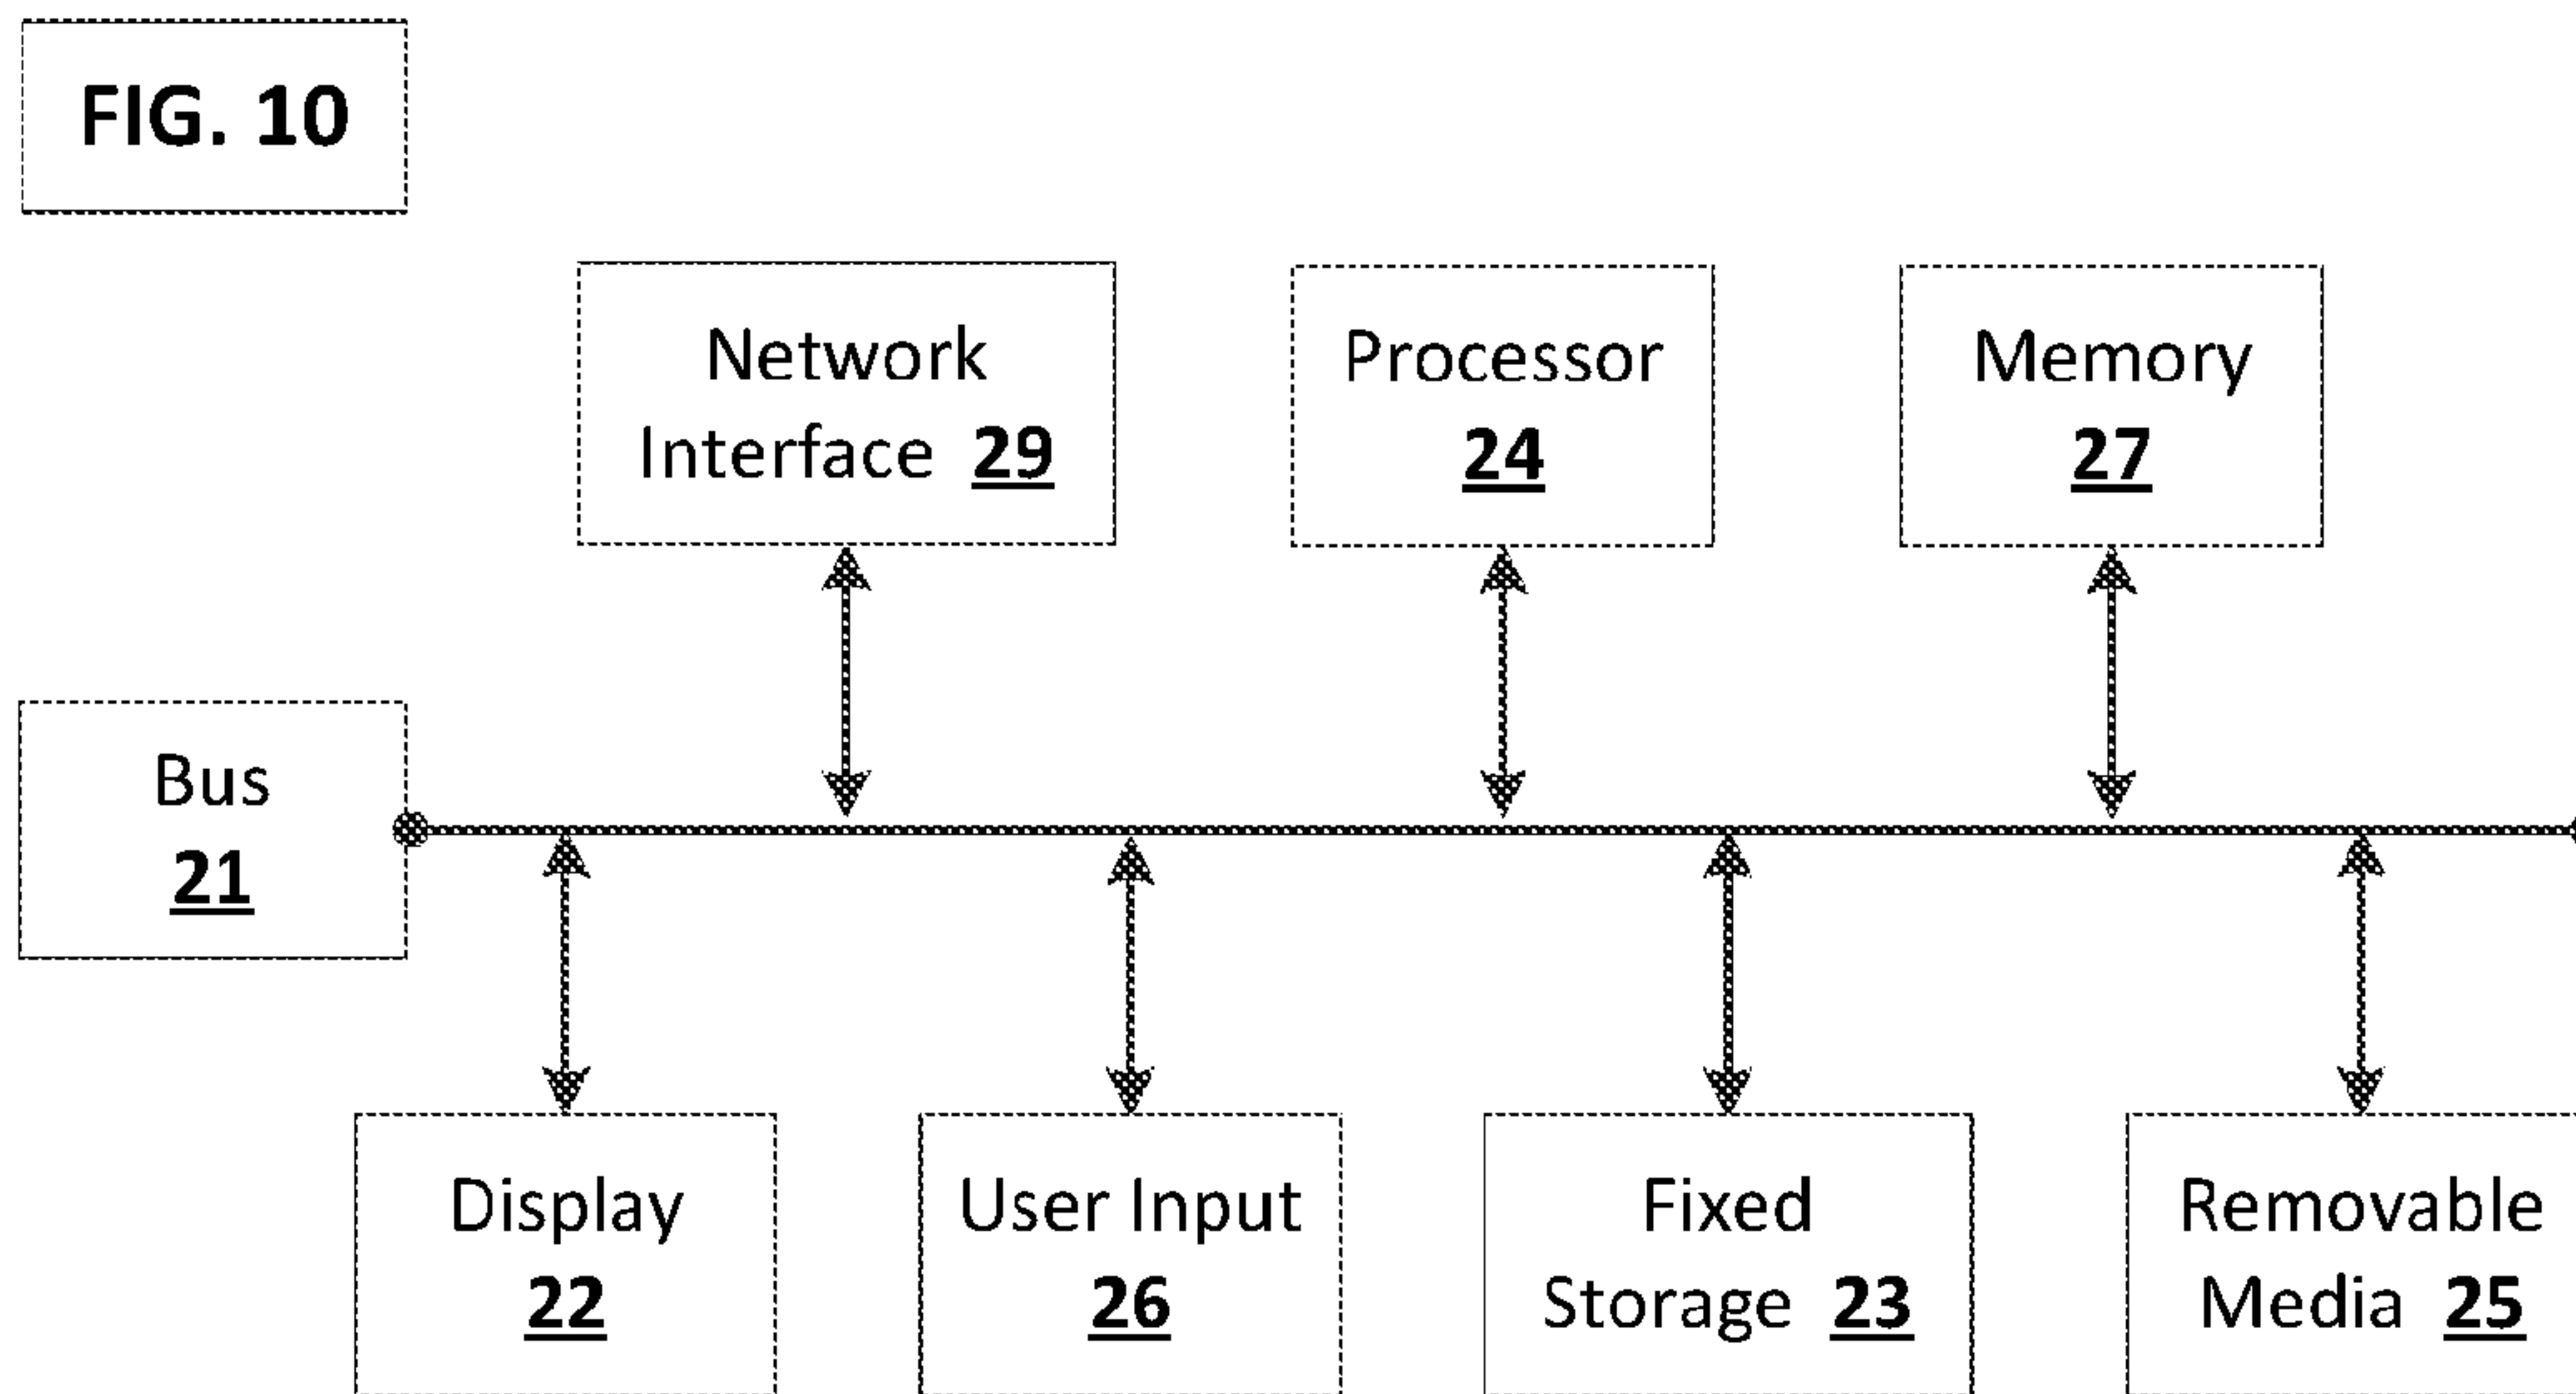 FIG. 10
Network
Interface 29
Processor
24
Memory
27
Bus
21
Display
22
User Input
26
Fixed
Storage 23
Removable
Media 25